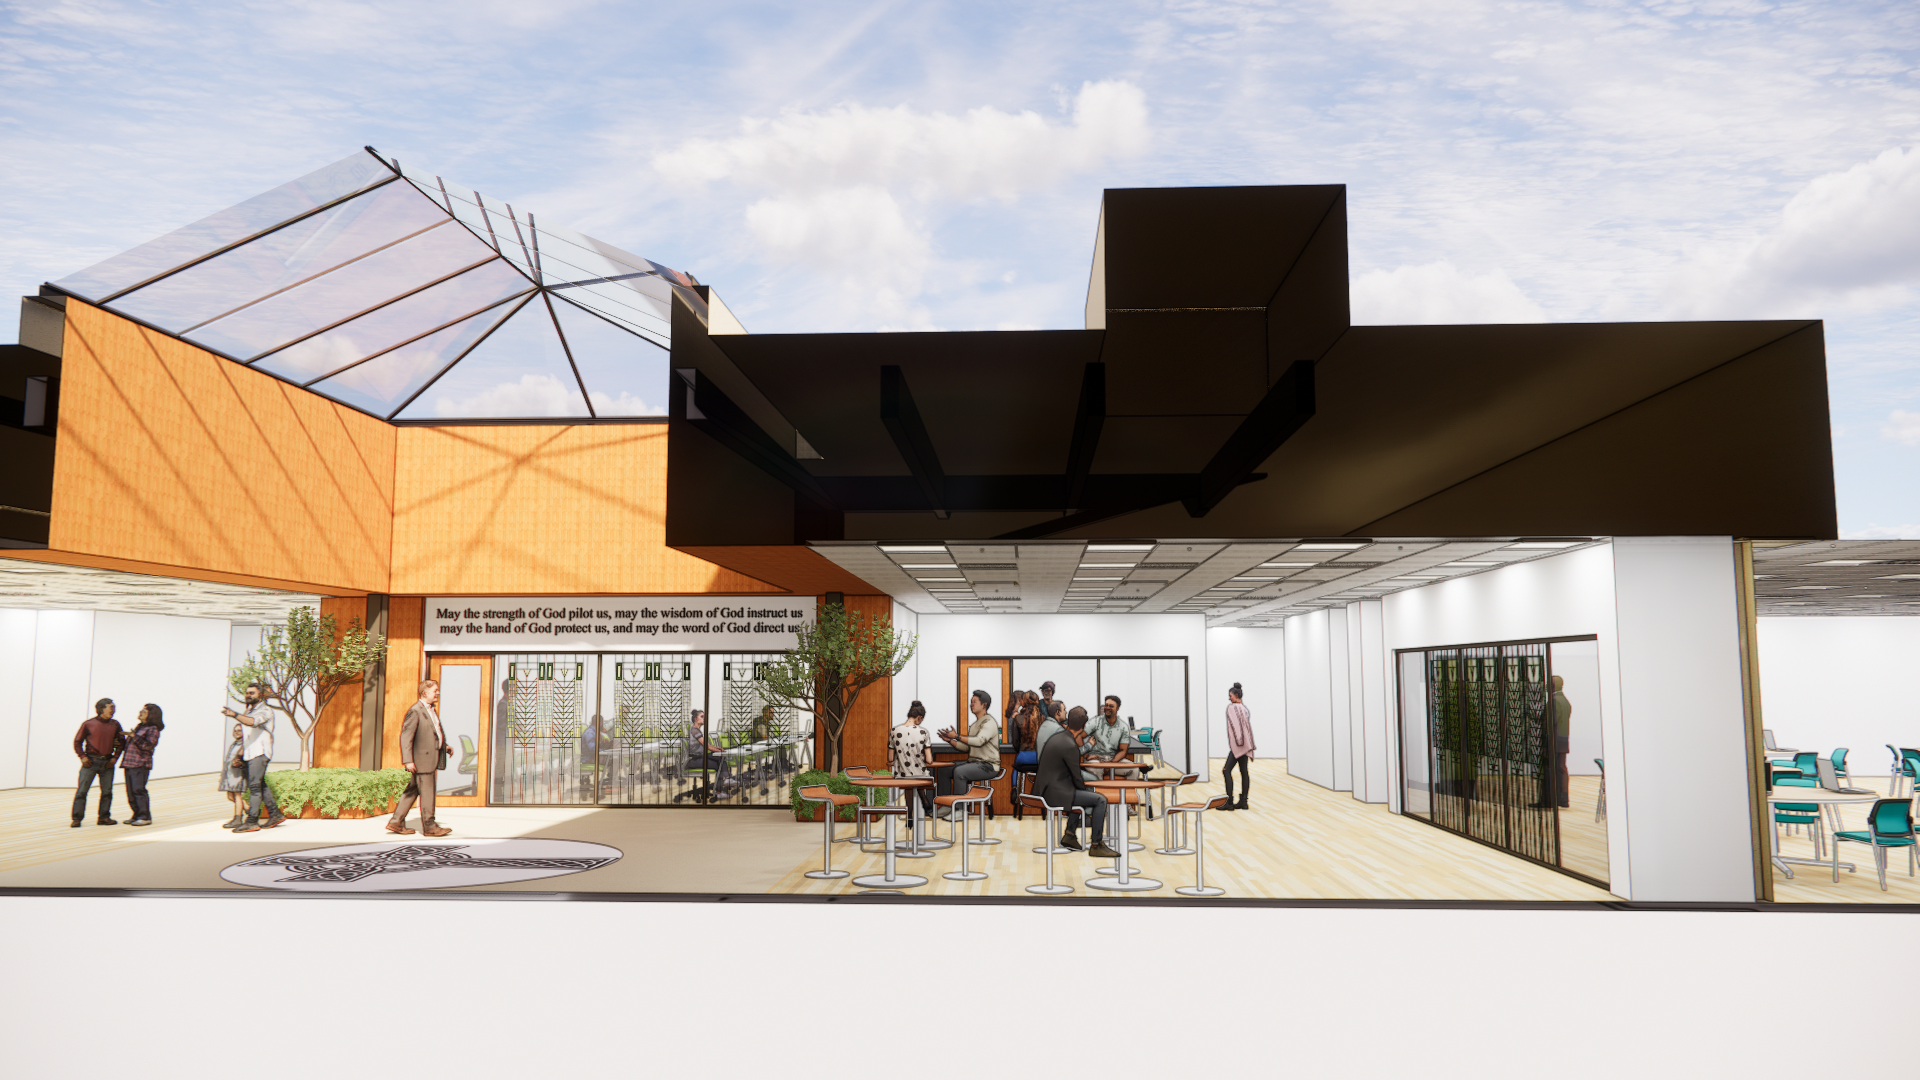 May the strength of God pilot us, may the wisdom of God instruct us
may the hand of God protect us, and may the word of God direct us